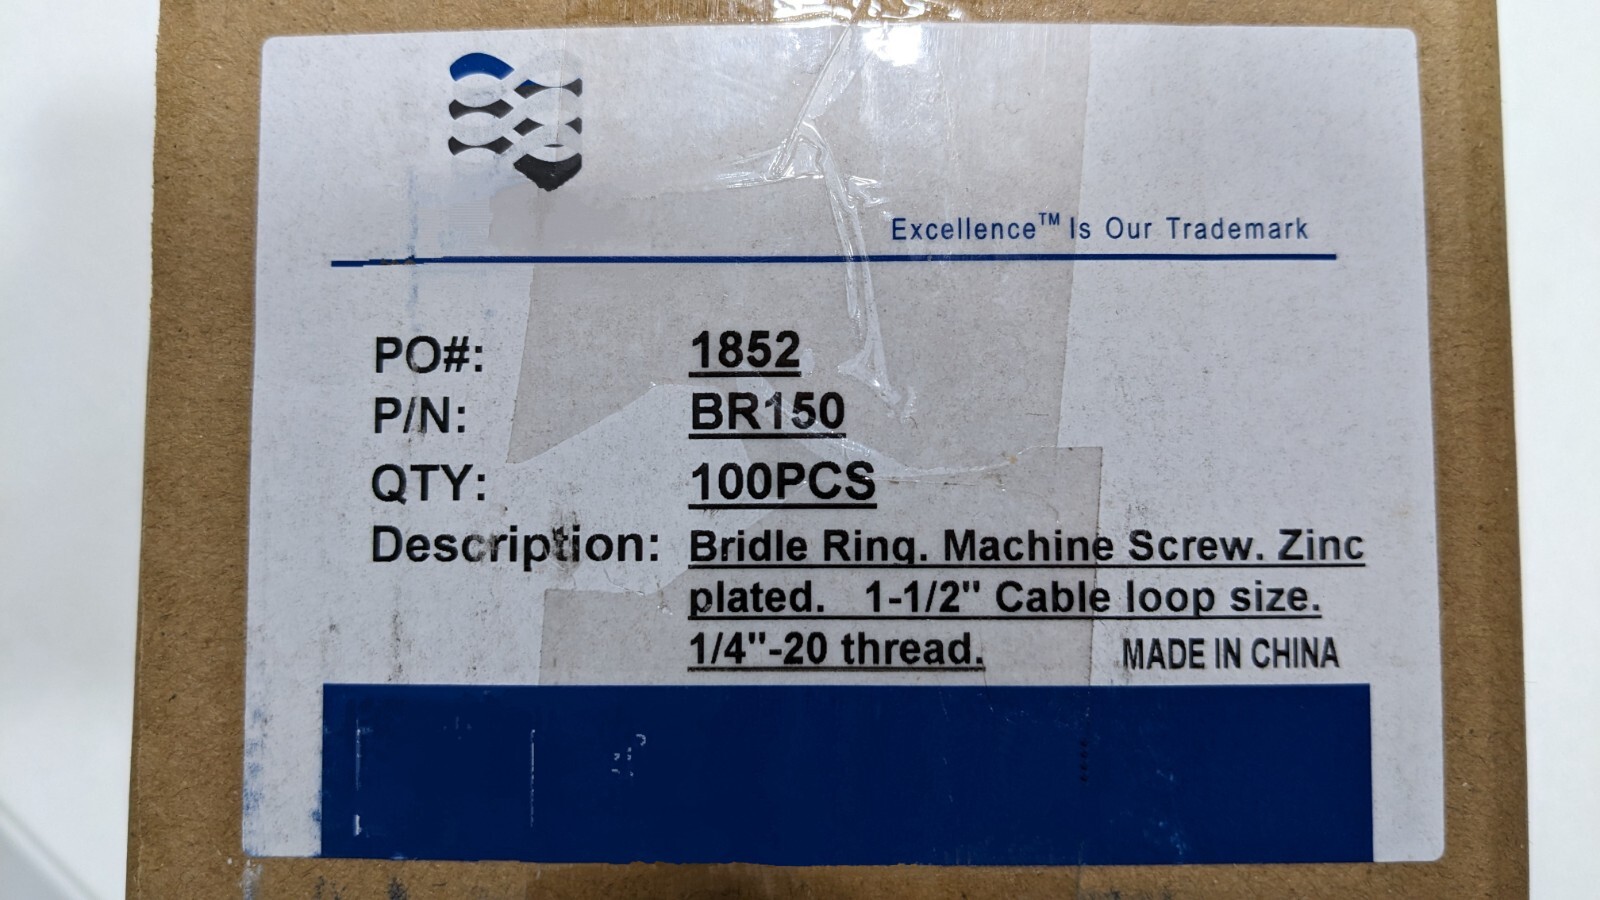 Excellence™ Is Our Trademark
PO#: 1852
P/N: BR150
QTY: 100PCS
Description: Bridle Ring. Machine Screw. Zinc
plated. 1-1/2" Cable loop size.
1/4"-20 thread. MADE IN CHINA